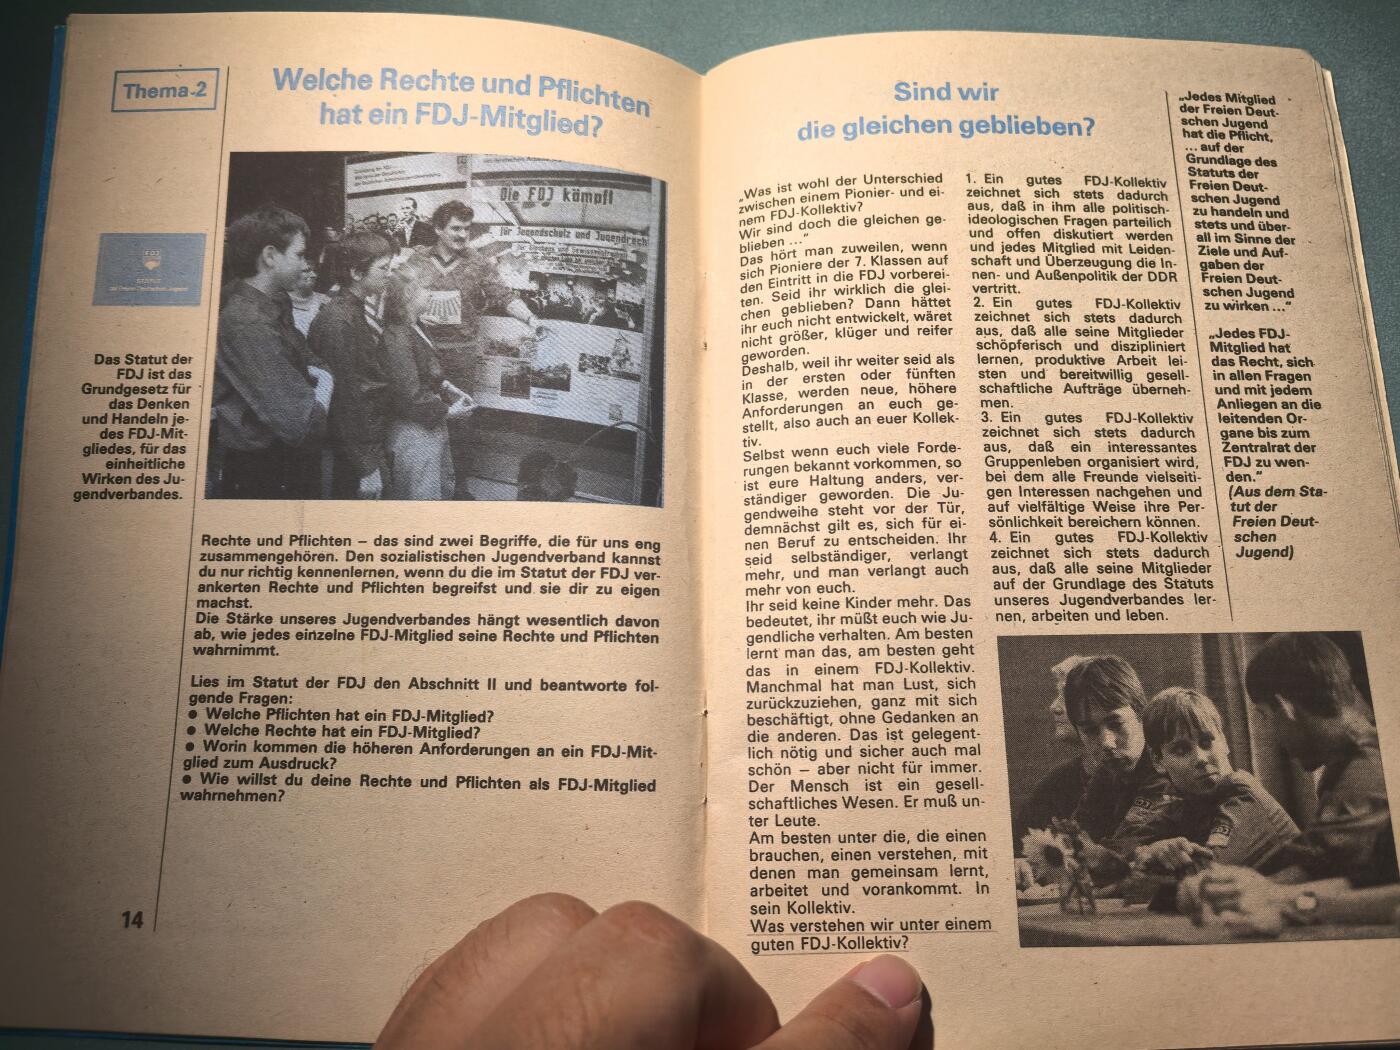 Thema 2
Welche Rechte und Pflichten
hat ein FDJ-Mitglied?
Die FDJ kämpft
für Jugendschutz und Jugendrecht
FDJ
STATUT
der Freien Deutschen Jugend
Das Statut der
FDJ ist das
Grundgesetz für
das Denken
und Handeln je-
des FDJ-Mit-
gliedes, für das
einheitliche
Wirken des Ju-
gendverbandes.
Rechte und Pflichten – das sind zwei Begriffe, die für uns eng
zusammengehören. Den sozialistischen Jugendverband kannst
du nur richtig kennenlernen, wenn du die im Statut der FDJ ver-
ankerten Rechte und Pflichten begreifst und sie dir zu eigen
machst.
Die Stärke unseres Jugendverbandes hängt wesentlich davon
ab, wie jedes einzelne FDJ-Mitglied seine Rechte und Pflichten
wahrnimmt.
Lies im Statut der FDJ den Abschnitt II und beantworte fol-
gende Fragen:
● Welche Pflichten hat ein FDJ-Mitglied?
● Welche Rechte hat ein FDJ-Mitglied?
● Worin kommen die höheren Anforderungen an ein FDJ-Mit-
glied zum Ausdruck?
● Wie willst du deine Rechte und Pflichten als FDJ-Mitglied
wahrnehmen?
14
Sind wir
die gleichen geblieben?
„Was ist wohl der Unterschied
zwischen einem Pionier- und ei-
nem FDJ-Kollektiv?
Wir sind doch die gleichen ge-
blieben ...“
Das hört man zuweilen, wenn
sich Pioniere der 7. Klassen auf
den Eintritt in die FDJ vorberei-
ten. Seid ihr wirklich die glei-
chen geblieben? Dann hättet
ihr euch nicht entwickelt, wäret
nicht größer, klüger und reifer
geworden.
Deshalb, weil ihr weiter seid als
in der ersten oder fünften
Klasse, werden neue, höhere
Anforderungen an euch ge-
stellt, also auch an euer Kollek-
tiv.
Selbst wenn euch viele Forde-
rungen bekannt vorkommen, so
ist eure Haltung anders, ver-
ständiger geworden. Die Ju-
gendweihe steht vor der Tür,
demnächst gilt es, sich für ei-
nen Beruf zu entscheiden. Ihr
seid selbständiger, verlangt
mehr, und man verlangt auch
mehr von euch.
Ihr seid keine Kinder mehr. Das
bedeutet, ihr müßt euch wie Ju-
gendliche verhalten. Am besten
lernt man das, am besten geht
das in einem FDJ-Kollektiv.
Manchmal hat man Lust, sich
zurückzuziehen, ganz mit sich
beschäftigt, ohne Gedanken an
die anderen. Das ist gelegent-
lich nötig und sicher auch mal
schön – aber nicht für immer.
Der Mensch ist ein gesell-
schaftliches Wesen. Er muß un-
ter Leute.
Am besten unter die, die einen
brauchen, einen verstehen, mit
denen man gemeinsam lernt,
arbeitet und vorankommt. In
sein Kollektiv.
Was verstehen wir unter einem
guten FDJ-Kollektiv?
1. Ein gutes FDJ-Kollektiv
zeichnet sich stets dadurch
aus, daß in ihm alle politisch-
ideologischen Fragen parteilich
und offen diskutiert werden
und jedes Mitglied mit Leiden-
schaft und Überzeugung die In-
nen- und Außenpolitik der DDR
vertritt.
2. Ein gutes FDJ-Kollektiv
zeichnet sich stets dadurch
aus, daß alle seine Mitglieder
schöpferisch und diszipliniert
lernen, produktive Arbeit lei-
sten und bereitwillig gesell-
schaftliche Aufträge überneh-
men.
3. Ein gutes FDJ-Kollektiv
zeichnet sich stets dadurch
aus, daß ein interessantes
Gruppenleben organisiert wird,
bei dem alle Freunde vielseiti-
gen Interessen nachgehen und
auf vielfältige Weise ihre Per-
sönlichkeit bereichern können.
4. Ein gutes FDJ-Kollektiv
zeichnet sich stets dadurch
aus, daß alle seine Mitglieder
auf der Grundlage des Statuts
unseres Jugendverbandes ler-
nen, arbeiten und leben.
„Jedes Mitglied
der Freien Deut-
schen Jugend
hat die Pflicht,
... auf der
Grundlage des
Statuts der
Freien Deut-
schen Jugend
zu handeln und
stets und über-
all im Sinne der
Ziele und Auf-
gaben der
Freien Deut-
schen Jugend
zu wirken ...“
„Jedes FDJ-
Mitglied hat
das Recht, sich
in allen Fragen
und mit jedem
Anliegen an die
leitenden Or-
gane bis zum
Zentralrat der
FDJ zu wen-
den.“
(Aus dem Sta-
tut der
Freien Deut-
schen
Jugend)
FDJ